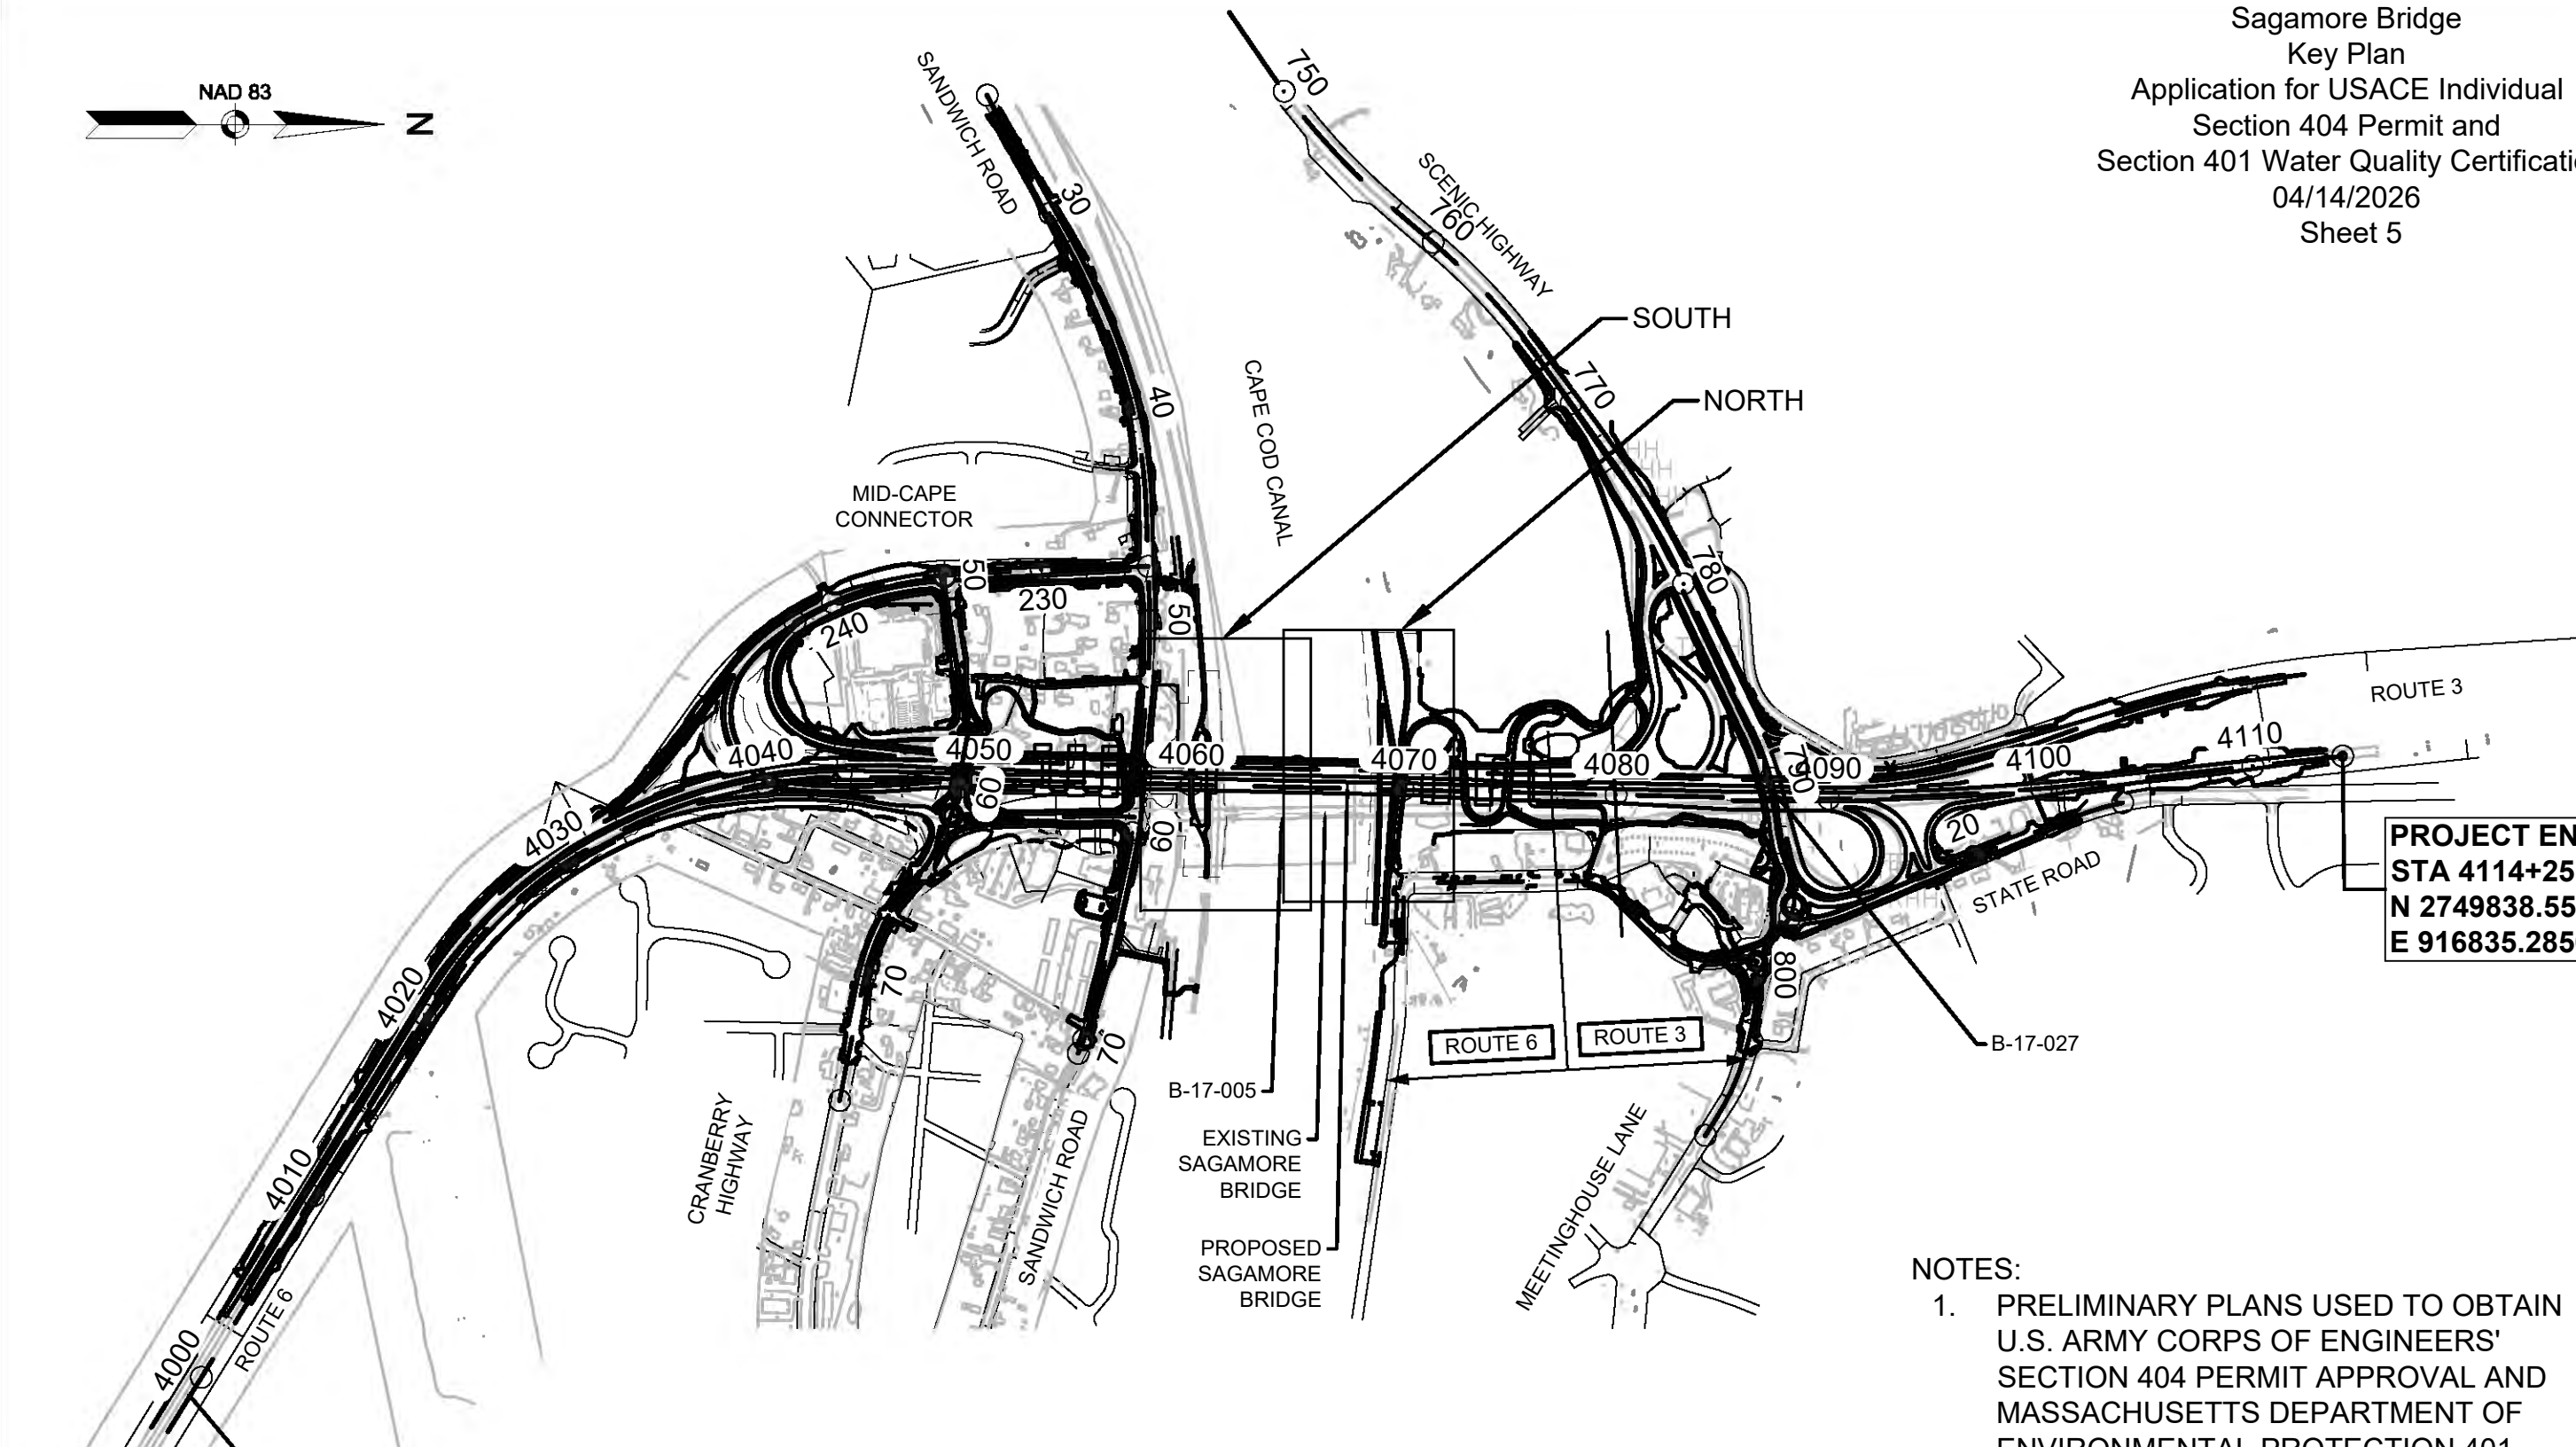 Sagamore Bridge
Key Plan
Application for USACE Individual
Section 404 Permit and
Section 401 Water Quality Certificati
04/14/2026
Sheet 5
NAD 83
N
SANDWICH ROAD
30
40
50
60
70
SANDWICH ROAD
750
SCENIC HIGHWAY
760
770
780
790
800
SOUTH
NORTH
CAPE COD CANAL
MID-CAPE
CONNECTOR
50
230
240
60
70
4000
4010
4020
4030
4040
4050
4060
4070
4080
4090
4100
4110
20
ROUTE 3
STATE ROAD
ROUTE 6
PROJECT EN
STA 4114+25
N 2749838.55
E 916835.285
ROUTE 6
ROUTE 3
B-17-027
B-17-005
EXISTING
SAGAMORE
BRIDGE
PROPOSED
SAGAMORE
BRIDGE
CRANBERRY
HIGHWAY
MEETINGHOUSE LANE
NOTES:
1. PRELIMINARY PLANS USED TO OBTAIN
U.S. ARMY CORPS OF ENGINEERS'
SECTION 404 PERMIT APPROVAL AND
MASSACHUSETTS DEPARTMENT OF
ENVIRONMENTAL PROTECTION 401